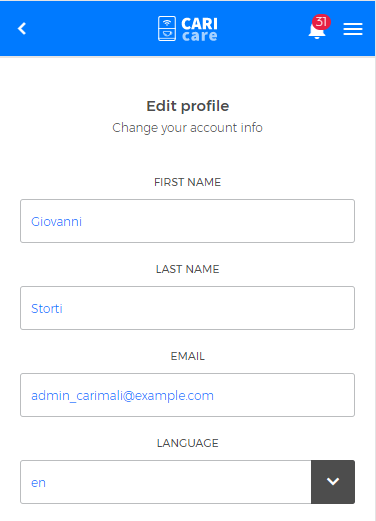 CARI
care
31
Edit profile
Change your account info
FIRST NAME
Giovanni
LAST NAME
Storti
EMAIL
admin_carimali@example.com
LANGUAGE
en